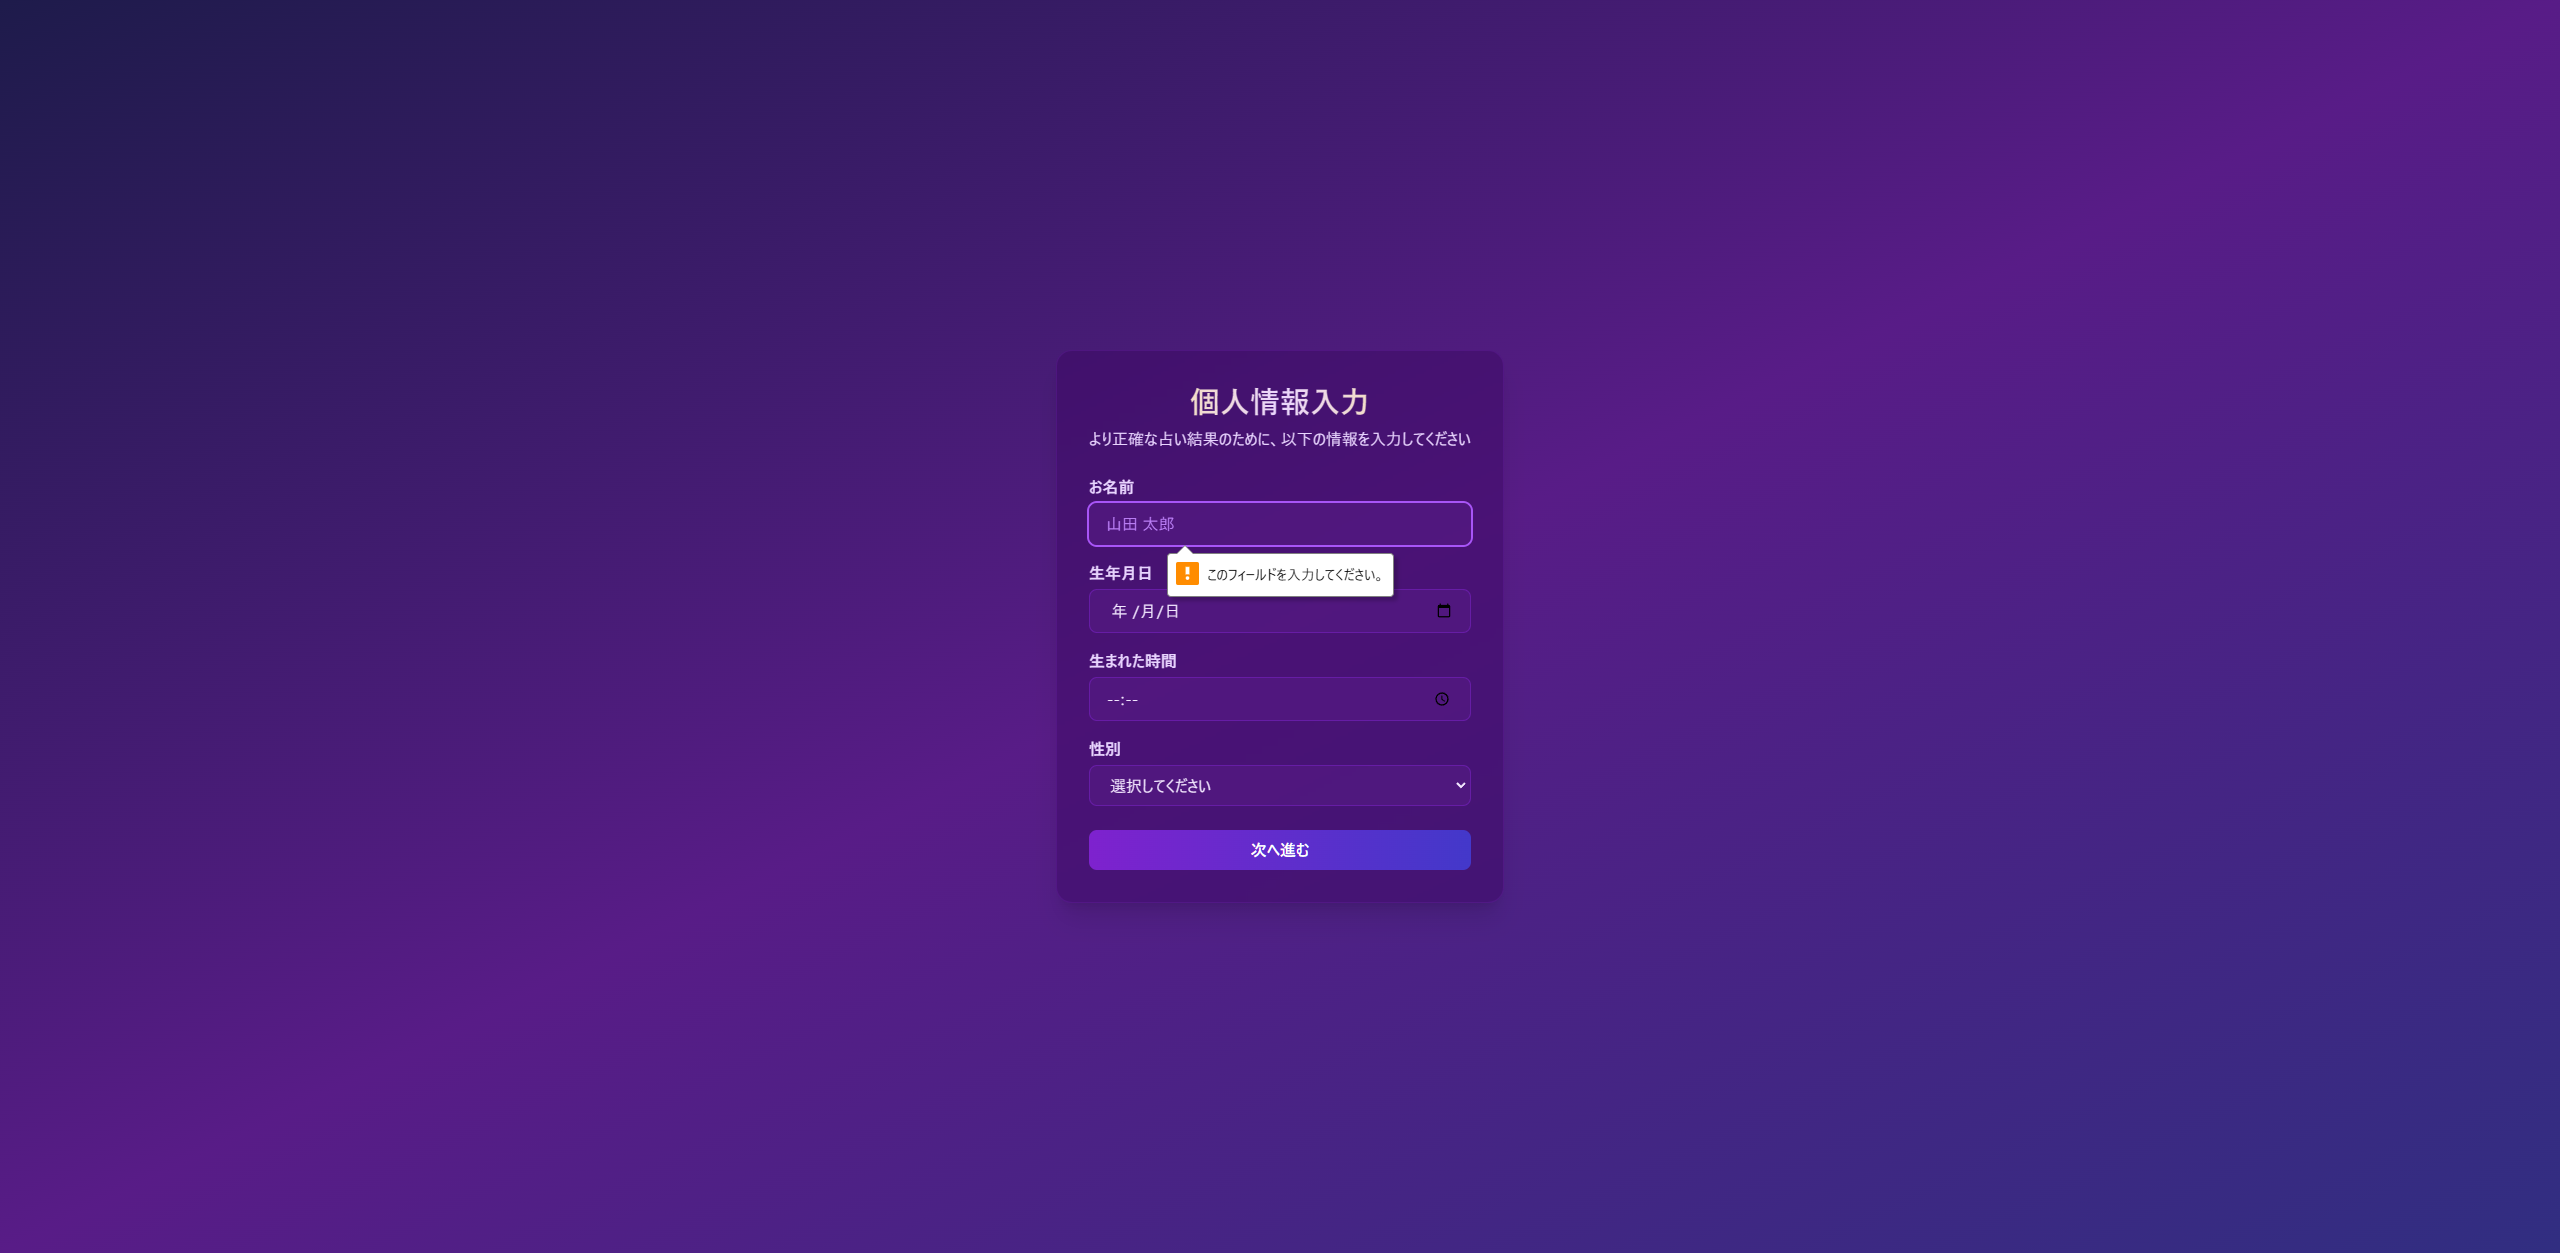 個人情報入力
より正確な占い結果のために、以下の情報を入力してください
お名前
山田 太郎
このフィールドを入力してください。
生年月日
年 /月/日
生まれた時間
--:--
性別
選択してください
次へ進む